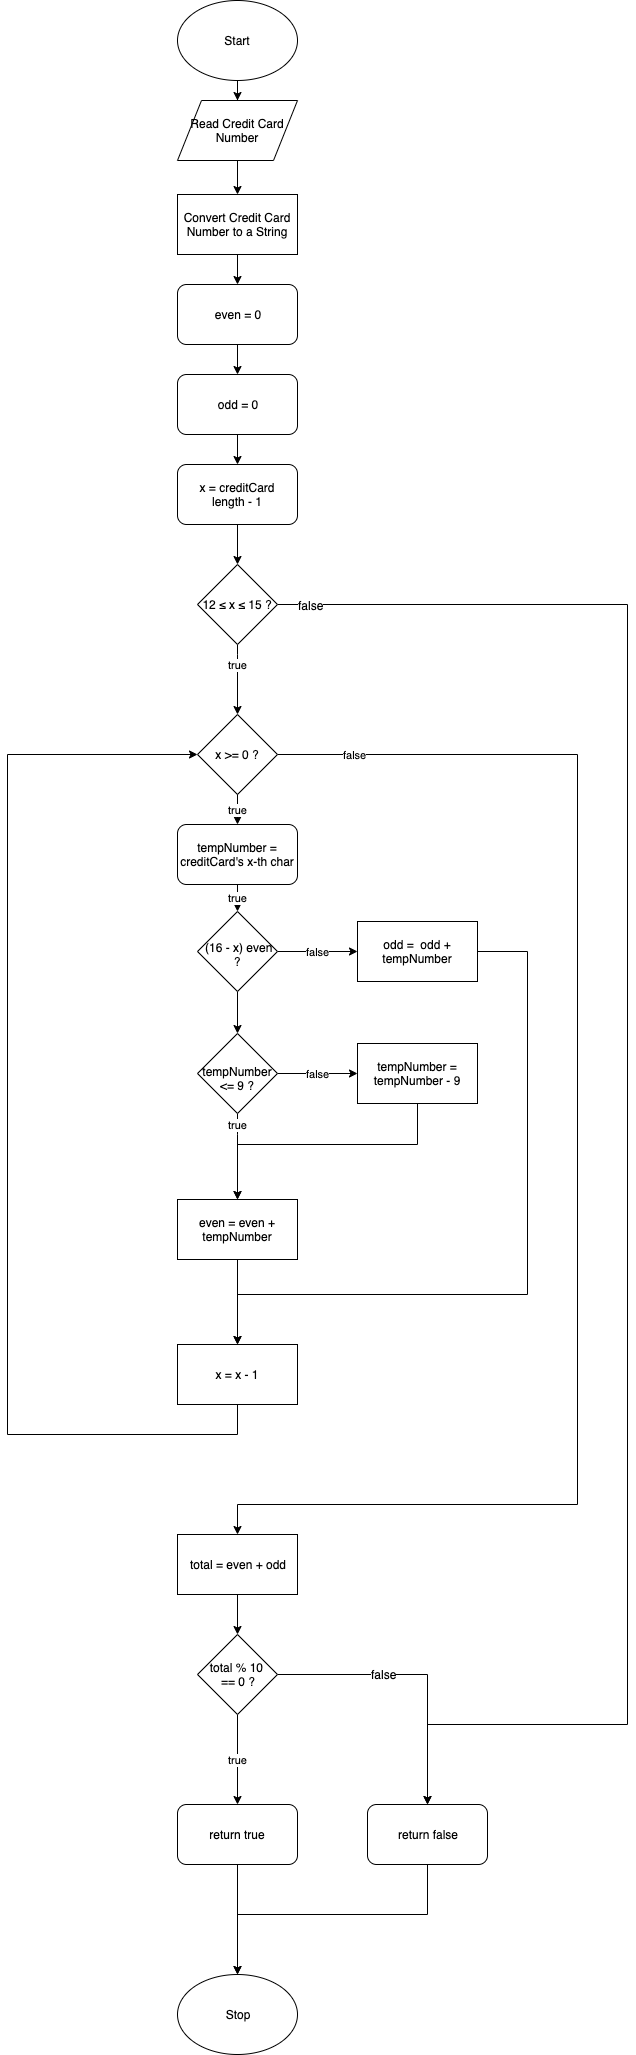 Start
Read Credit Card
Number
Convert Credit Card
Number to a String
even = 0
odd = 0
x = creditCard
length - 1
12 ≤ x ≤ 15 ?
false
true
x >= 0 ?
false
true
tempNumber =
creditCard's x-th char
true
(16 - x) even
?
false
odd = odd +
tempNumber
tempNumber
<= 9 ?
false
tempNumber =
tempNumber - 9
true
even = even +
tempNumber
x = x - 1
total = even + odd
total % 10
== 0 ?
false
true
return true
return false
Stop